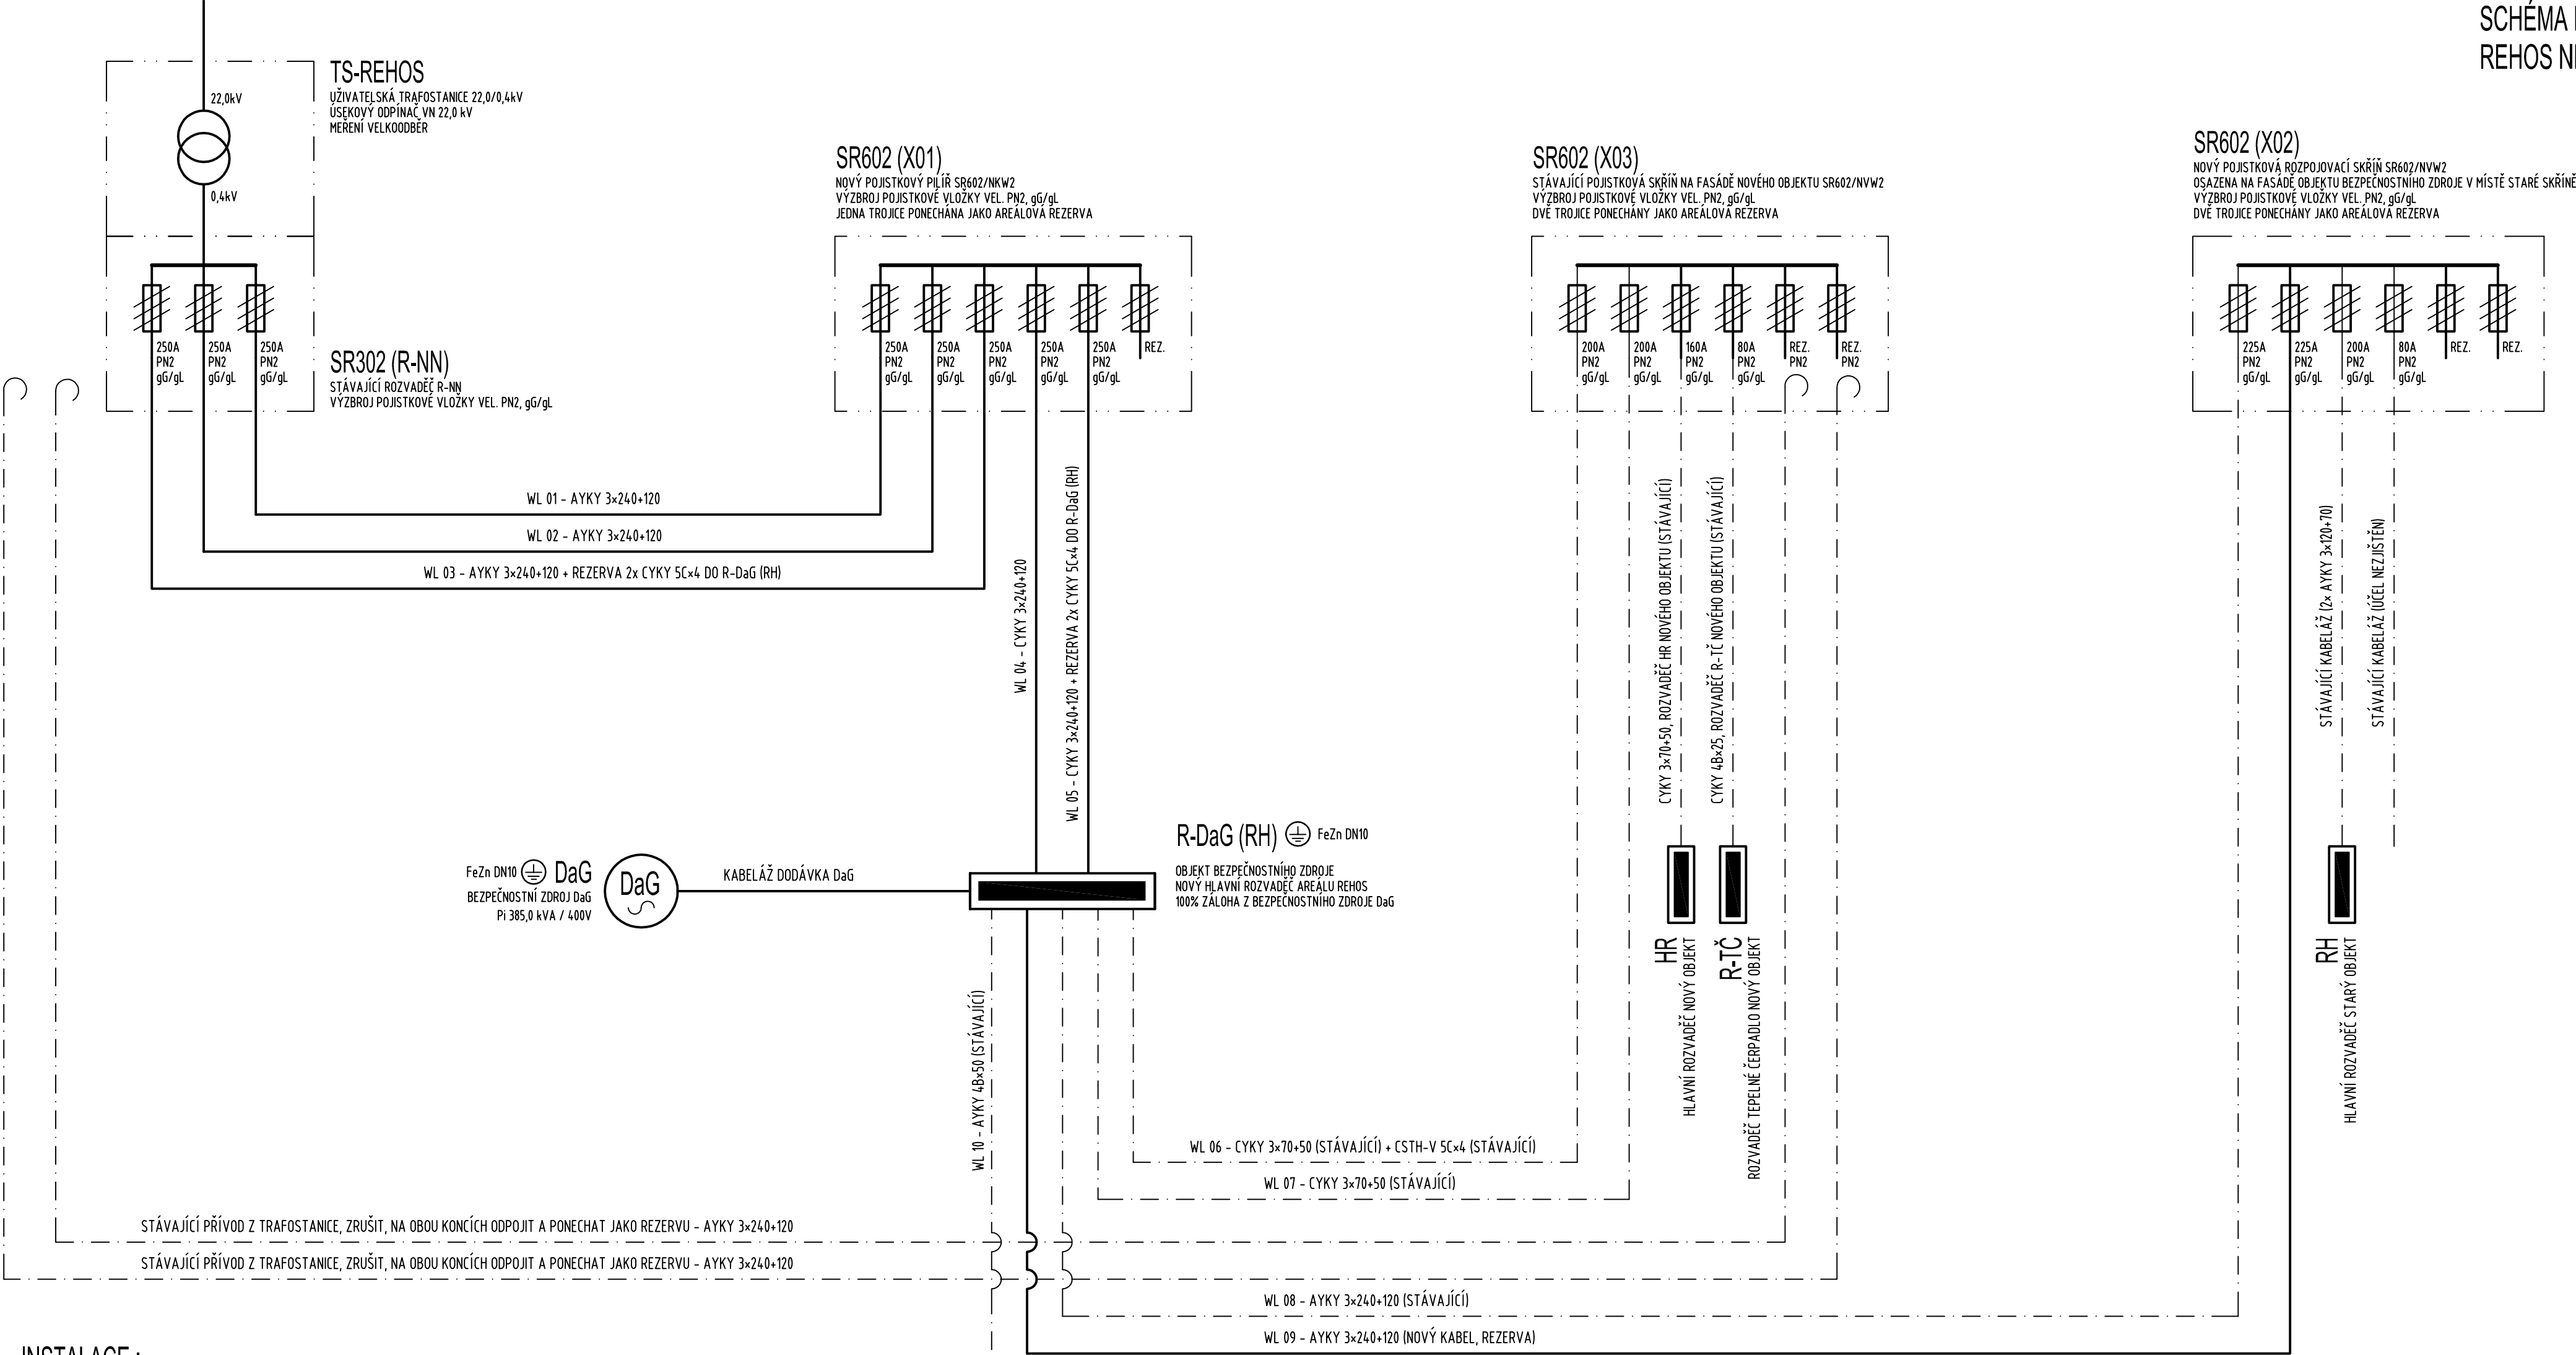 SCHÉMA
REHOS
TS-REHOS
UŽIVATELSKÁ TRAFOSTANICE 22,0/0,4kV
ÚSEKOVÝ ODPÍNAČ VN 22,0 kV
MĚŘENÍ VELKOODBĚR
22,0kV
0,4kV
250A
PN2
gG/gL
250A
PN2
gG/gL
250A
PN2
gG/gL
SR302 (R-NN)
STÁVAJÍCÍ ROZVADĚČ R-NN
VÝZBROJ POJISTKOVÉ VLOŽKY VEL. PN2, gG/gL
SR602 (X01)
NOVÝ POJISTKOVÝ PILÍŘ SR602/NKW2
VÝZBROJ POJISTKOVÉ VLOŽKY VEL. PN2, gG/gL
JEDNA TROJICE PONECHÁNA JAKO AREÁLOVÁ REZERVA
250A
PN2
gG/gL
250A
PN2
gG/gL
250A
PN2
gG/gL
250A
PN2
gG/gL
250A
PN2
gG/gL
REZ.
SR602 (X03)
STÁVAJÍCÍ POJISTKOVÁ SKŘÍŇ NA FASÁDĚ NOVÉHO OBJEKTU SR602/NVW2
VÝZBROJ POJISTKOVÉ VLOŽKY VEL. PN2, gG/gL
DVĚ TROJICE PONECHÁNY JAKO AREÁLOVÁ REZERVA
200A
PN2
gG/gL
200A
PN2
gG/gL
160A
PN2
gG/gL
80A
PN2
gG/gL
REZ.
PN2
REZ.
PN2
SR602 (X02)
NOVÝ POJISTKOVÁ ROZPOJOVACÍ SKŘÍŇ SR602/NVW2
OSAZENA NA FASÁDĚ OBJEKTU BEZPEČNOSTNÍHO ZDROJE V MÍSTĚ STARÉ SKŘÍNĚ
VÝZBROJ POJISTKOVÉ VLOŽKY VEL. PN2, gG/gL
DVĚ TROJICE PONECHÁNY JAKO AREÁLOVÁ REZERVA
225A
PN2
gG/gL
225A
PN2
gG/gL
200A
PN2
gG/gL
80A
PN2
gG/gL
REZ.
REZ.
WL 01 - AYKY 3×240+120
WL 02 - AYKY 3×240+120
WL 03 - AYKY 3×240+120 + REZERVA 2x CYKY 5C×4 DO R-DaG (RH)
WL 04 - CYKY 3×240+120
WL 05 - CYKY 3×240+120 + REZERVA 2x CYKY 5C×4 DO R-DaG (RH)
CYKY 3×70+50, ROZVADĚČ HR NOVÉHO OBJEKTU (STÁVAJÍCÍ)
CYKY 4B×25, ROZVADĚČ R-TČ NOVÉHO OBJEKTU (STÁVAJÍCÍ)
STÁVAJÍCÍ KABELÁŽ (2× AYKY 3×120+70)
STÁVAJÍCÍ KABELÁŽ (ÚČEL NEZJIŠTĚN)
FeZn DN10 DaG
BEZPEČNOSTNÍ ZDROJ DaG
Pi 385,0 kVA / 400V
DaG
KABELÁŽ DODÁVKA DaG
R-DaG (RH) FeZn DN10
OBJEKT BEZPEČNOSTNÍHO ZDROJE
NOVÝ HLAVNÍ ROZVADĚČ AREÁLU REHOS
100% ZÁLOHA Z BEZPEČNOSTNÍHO ZDROJE DaG
HR
HLAVNÍ ROZVADĚČ NOVÝ OBJEKT
R-TČ
ROZVADĚČ TEPELNÉ ČERPADLO NOVÝ OBJEKT
RH
HLAVNÍ ROZVADĚČ STARÝ OBJEKT
WL 10 - AYKY 4B×50 (STÁVAJÍCÍ)
WL 06 - CYKY 3×70+50 (STÁVAJÍCÍ) + CSTH-V 5C×4 (STÁVAJÍCÍ)
WL 07 - CYKY 3×70+50 (STÁVAJÍCÍ)
STÁVAJÍCÍ PŘÍVOD Z TRAFOSTANICE, ZRUŠIT, NA OBOU KONCÍCH ODPOJIT A PONECHAT JAKO REZERVU - AYKY 3×240+120
STÁVAJÍCÍ PŘÍVOD Z TRAFOSTANICE, ZRUŠIT, NA OBOU KONCÍCH ODPOJIT A PONECHAT JAKO REZERVU - AYKY 3×240+120
WL 08 - AYKY 3×240+120 (STÁVAJÍCÍ)
WL 09 - AYKY 3×240+120 (NOVÝ KABEL, REZERVA)
INSTALACE :